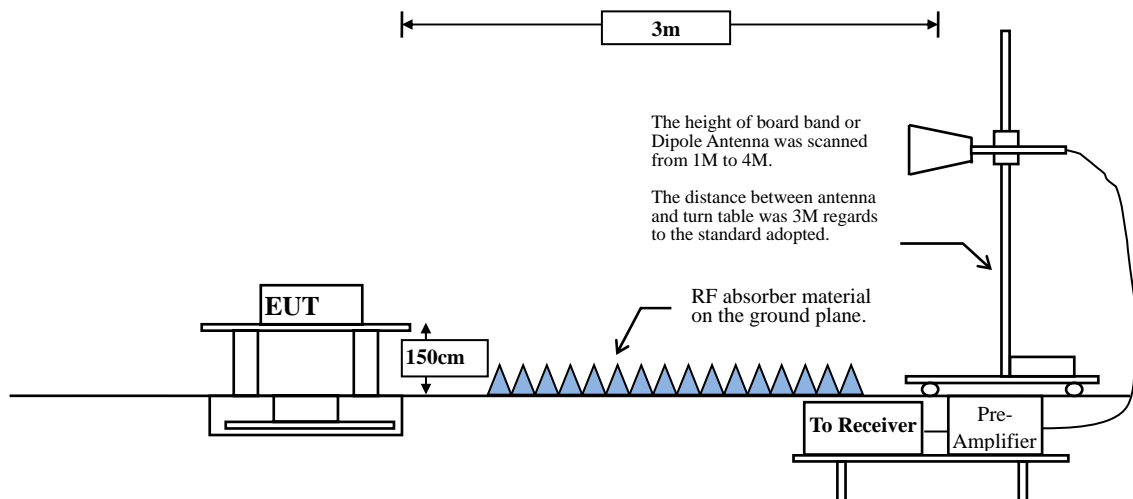 3m
The height of board band or
Dipole Antenna was scanned
from 1M to 4M.
The distance between antenna
and turn table was 3M regards
to the standard adopted.
EUT
RF absorber material
on the ground plane.
150cm
To Receiver
Pre-
Amplifier